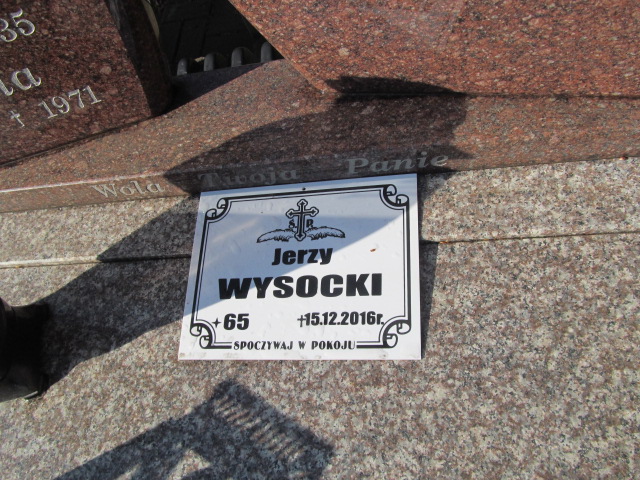 35
† 1971
Wola Twoja Panie
Ś P
Jerzy
WYSOCKI
65 †15.12.2016r.
SPOCZYWAJ W POKOJU